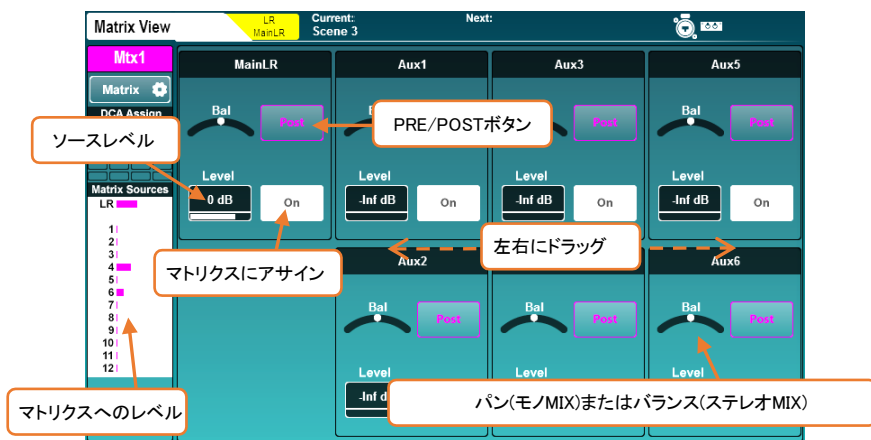 Matrix View
LR
MainLR
Current:
Scene 3
Next:
Mtx1
Matrix
DCA Assign
Matrix Sources
LR
1
2
3
4
5
6
7
8
9
10
11
12
MainLR
Bal
Post
Level
0 dB
On
Aux1
Level
-Inf dB
On
Aux3
Post
Level
-Inf dB
On
Aux5
Bal
Post
Level
-Inf dB
On
Aux2
Bal
Post
Level
-Inf d
Bal
Post
Level
Aux6
Bal
Post
Level
ソースレベル
PRE/POSTボタン
マトリクスにアサイン
左右にドラッグ
マトリクスへのレベル
パン(モノMIX)またはバランス(ステレオMIX)